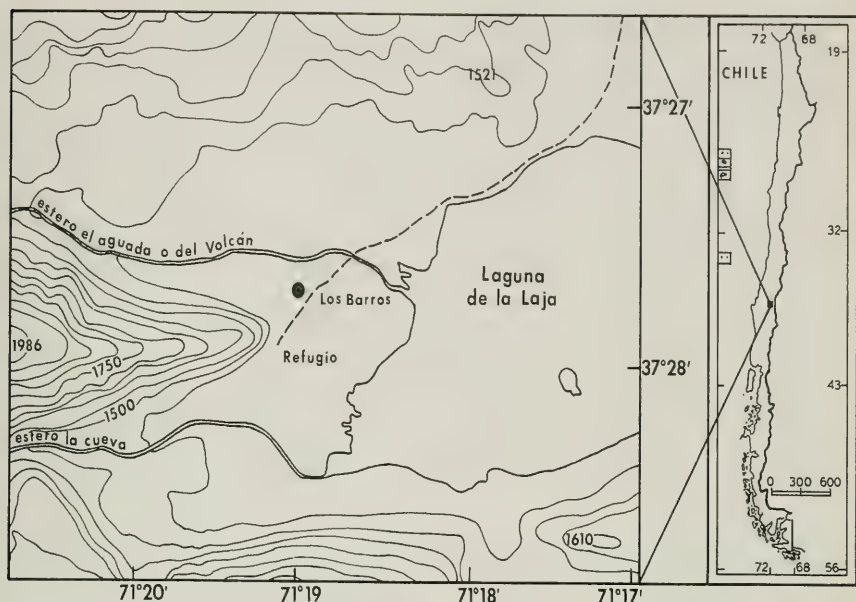 1521
37°27'
estero el aguada o del Volcán
Los Barros
Laguna
de la Laja
Refugio
1986
1750
1500
37°28'
estero la cueva
1610
71°20'
71°19
71°18'
71°17'
72 68
19
CHILE
32
43
0 300 600
72 68 56